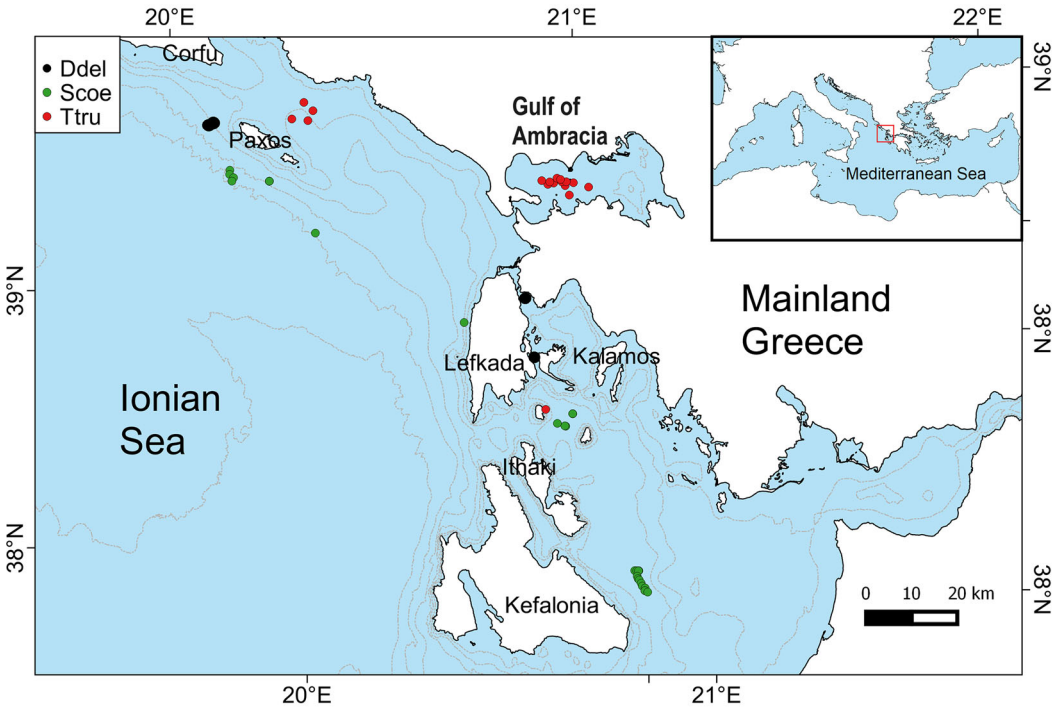 20°E
21°E
22°E
Corfu
Ddel
Scoe
Ttru
39°N
Gulf of
Ambracia
Paxos
Mediterranean Sea
39°N
Mainland
Greece
38°N
Lefkada
Kalamos
Ionian
Sea
Ithaki
38°N
38°N
Kefalonia
0 10 20 km
20°E
21°E